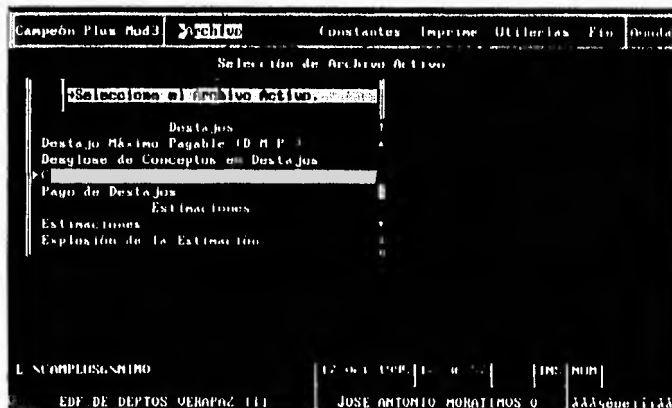 Campeón Plus Mod3 Archivo Constantes Imprime Utilerías Fin Ayuda
Selección de Archivo Activo
Seleccione el Archivo Activo.
Destajos
Destajo Máximo Pagable (D M P )
Desglose de Conceptos en Destajos
Pago de Destajos
Estimaciones
Estimaciones
Explosión de la Estimación
INS NUM
EDF.DE DEPTOS VERAPAZ III JOSE ANTONIO